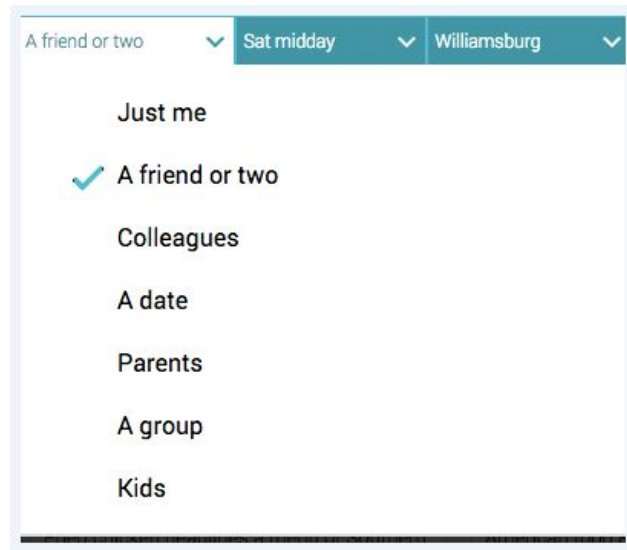 A friend or two Sat midday Williamsburg
Just me
A friend or two
Colleagues
A date
Parents
A group
Kids